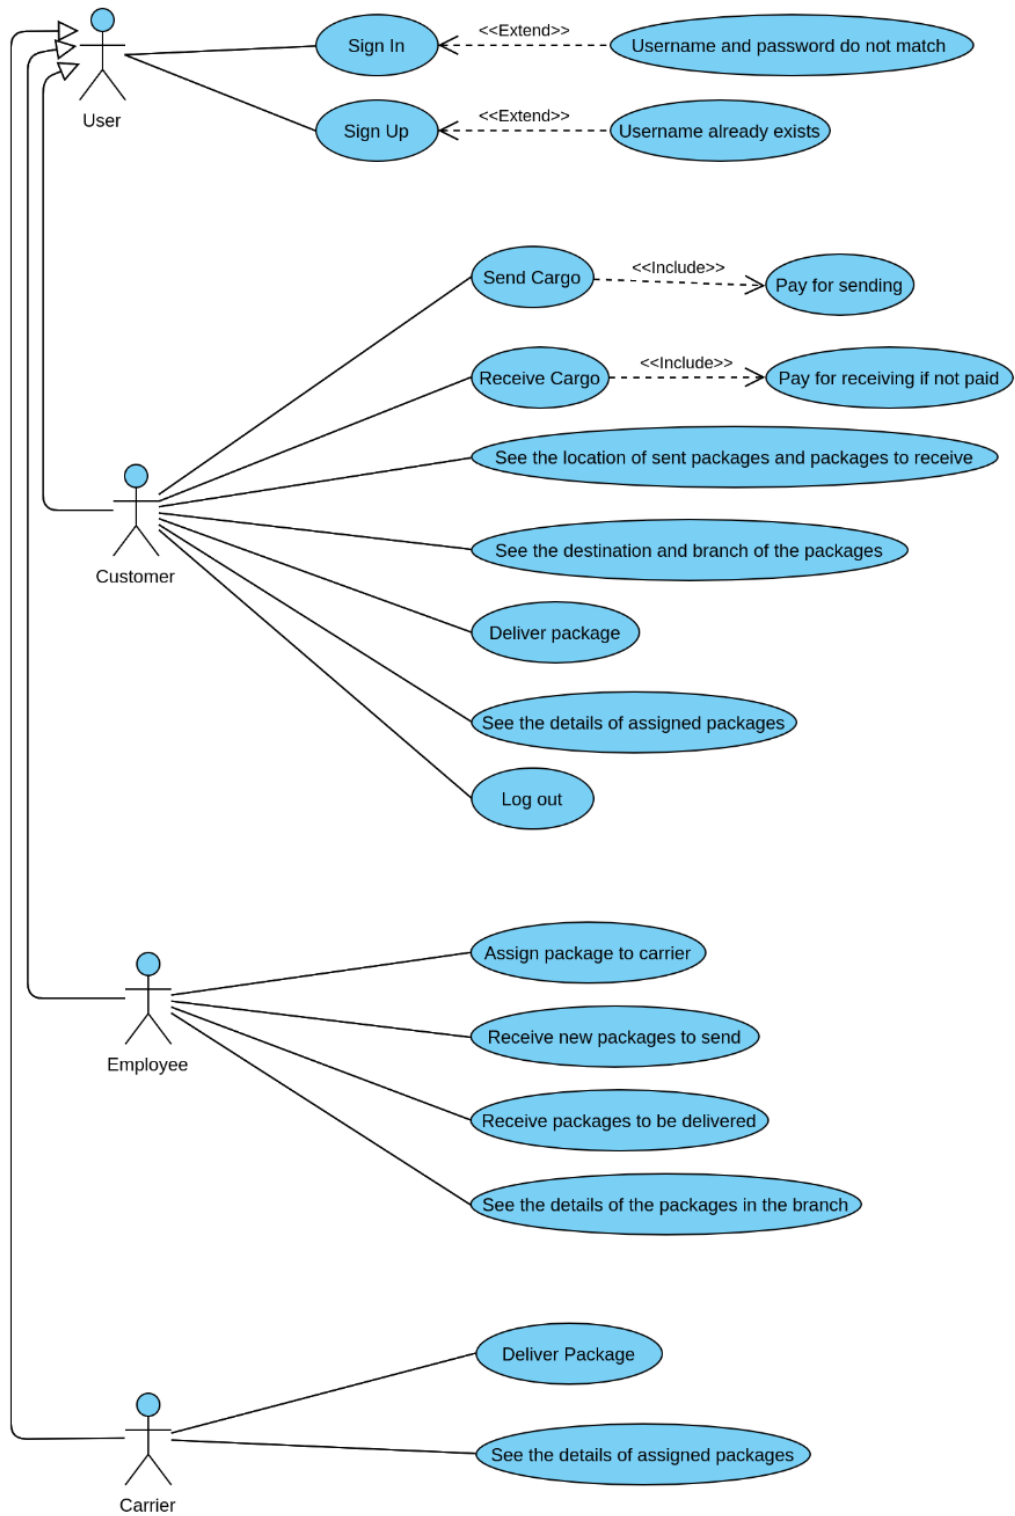 User
Sign In
<<Extend>>
Username and password do not match
Sign Up
<<Extend>>
Username already exists
Send Cargo
<<Include>>
Pay for sending
Receive Cargo
<<Include>>
Pay for receiving if not paid
See the location of sent packages and packages to receive
Customer
See the destination and branch of the packages
Deliver package
See the details of assigned packages
Log out
Employee
Assign package to carrier
Receive new packages to send
Receive packages to be delivered
See the details of the packages in the branch
Carrier
Deliver Package
See the details of assigned packages